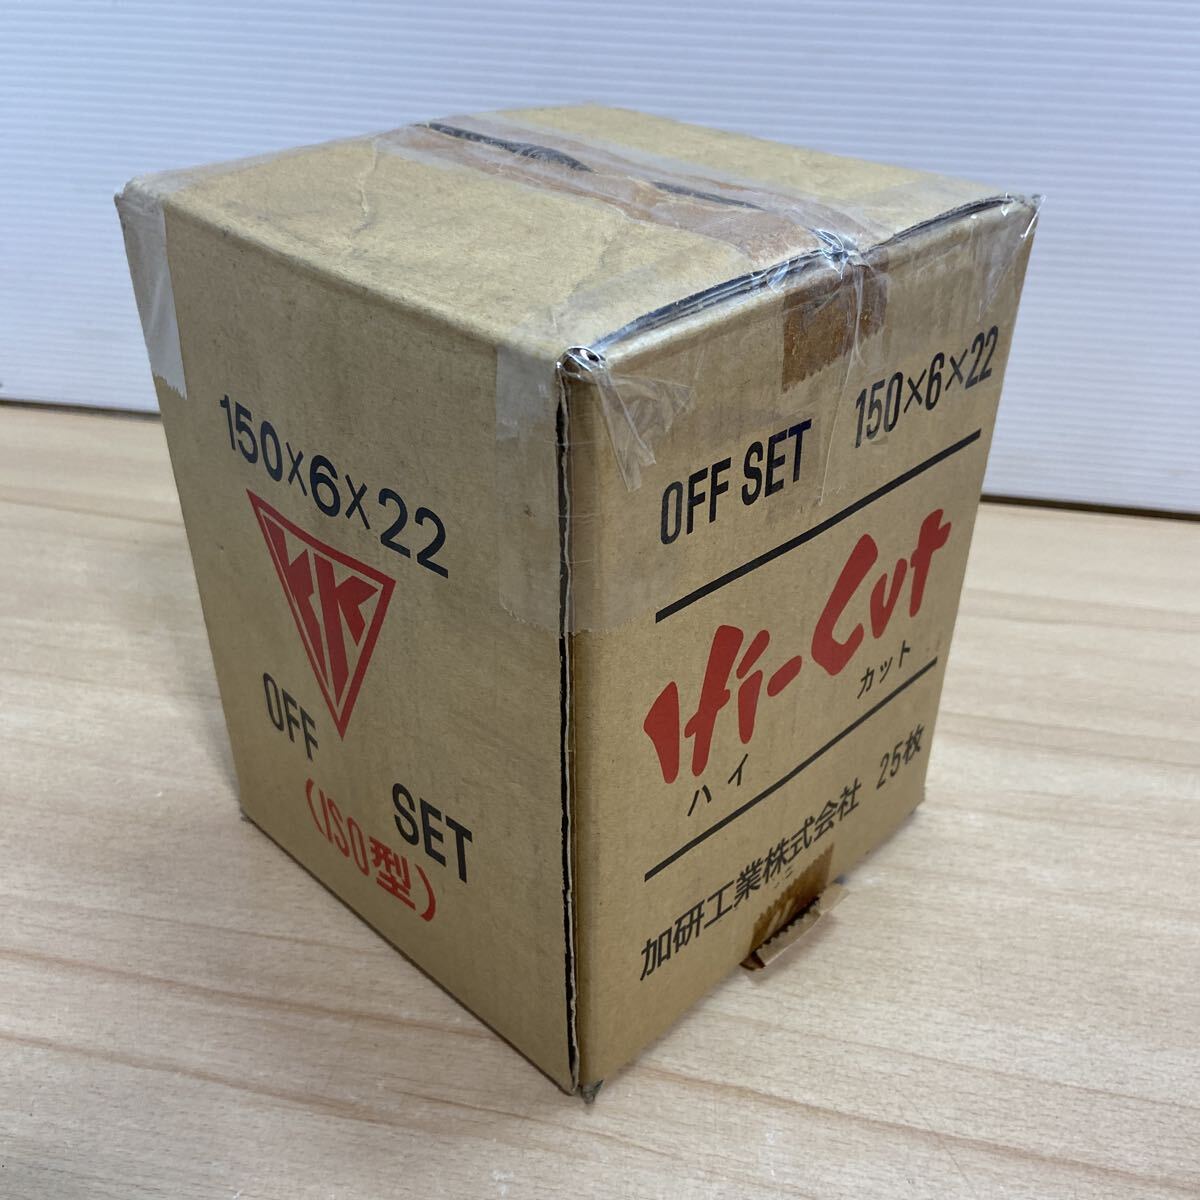 150×6×22
KK
OFF SET
(ISO型)
OFF SET 150×6×22
Hi-Cut
ハイ カット
加研工業株式会社 25枚